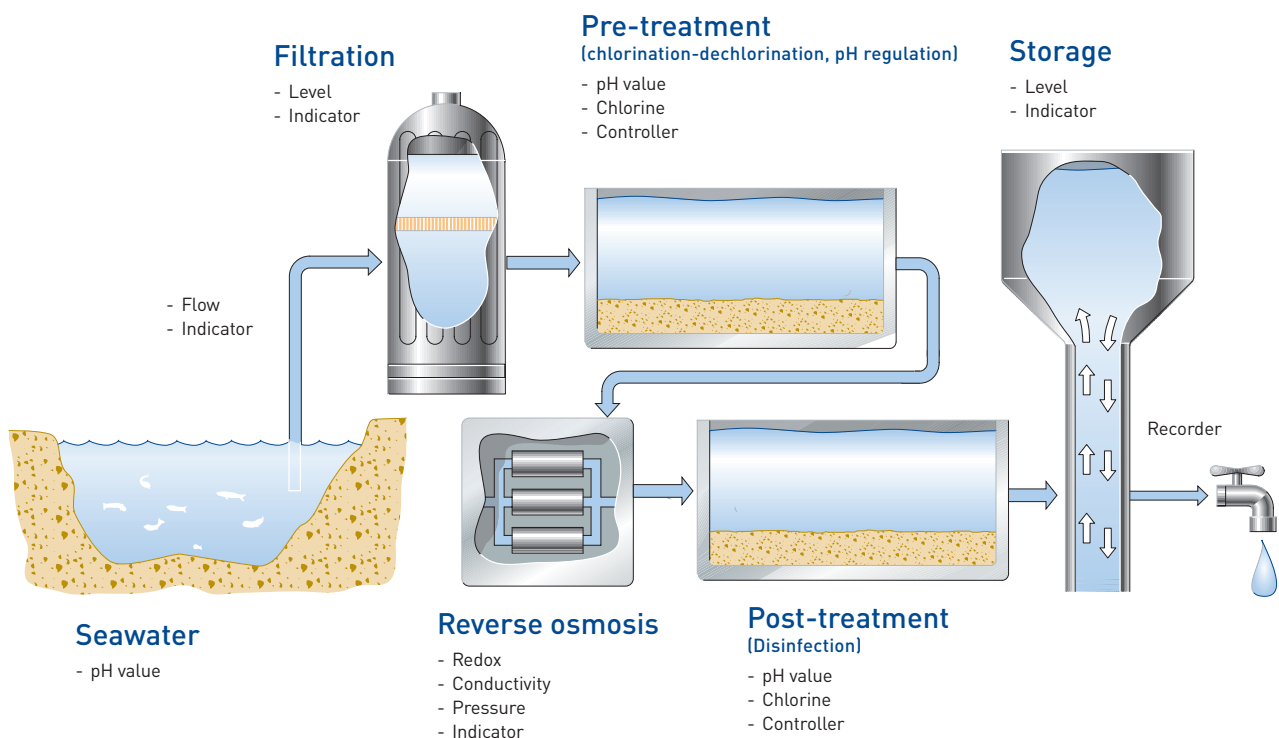 Filtration
- Level
- Indicator
Pre-treatment
(chlorination-dechlorination, pH regulation)
- pH value
- Chlorine
- Controller
Storage
- Level
- Indicator
- Flow
- Indicator
Recorder
Seawater
- pH value
Reverse osmosis
- Redox
- Conductivity
- Pressure
- Indicator
Post-treatment
(Disinfection)
- pH value
- Chlorine
- Controller